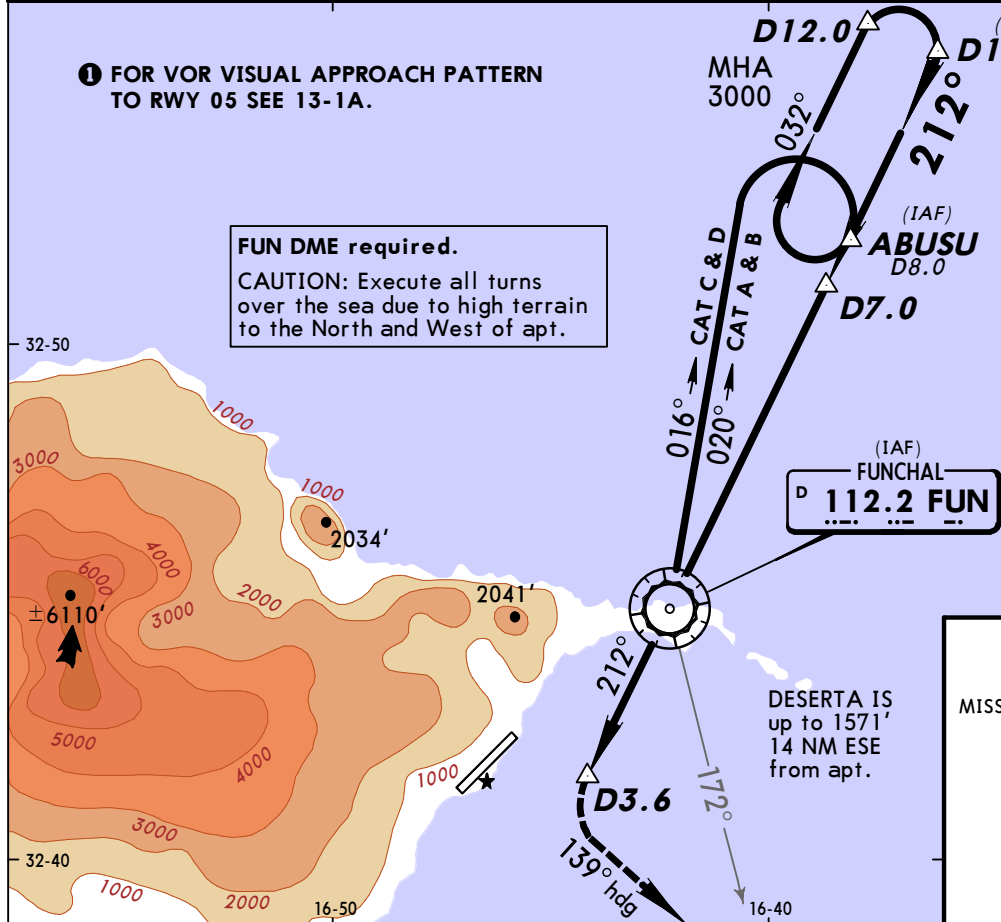 D12.0
D1
❶ FOR VOR VISUAL APPROACH PATTERN
TO RWY 05 SEE 13-1A.
MHA
3000
032°
212°
FUN DME required.
CAUTION: Execute all turns
over the sea due to high terrain
to the North and West of apt.
(IAF)
ABUSU
D8.0
D7.0
016° CAT C & D
020° CAT A & B
32-50
1000
3000
1000
2034'
4000
6000
±6110'
3000
2000
2041'
(IAF)
FUNCHAL
D 112.2 FUN
212°
5000
4000
1000
D3.6
172°
DESERTA IS
up to 1571'
14 NM ESE
from apt.
MISS
3000
139° hdg
32-40
1000
2000
16-50
16-40